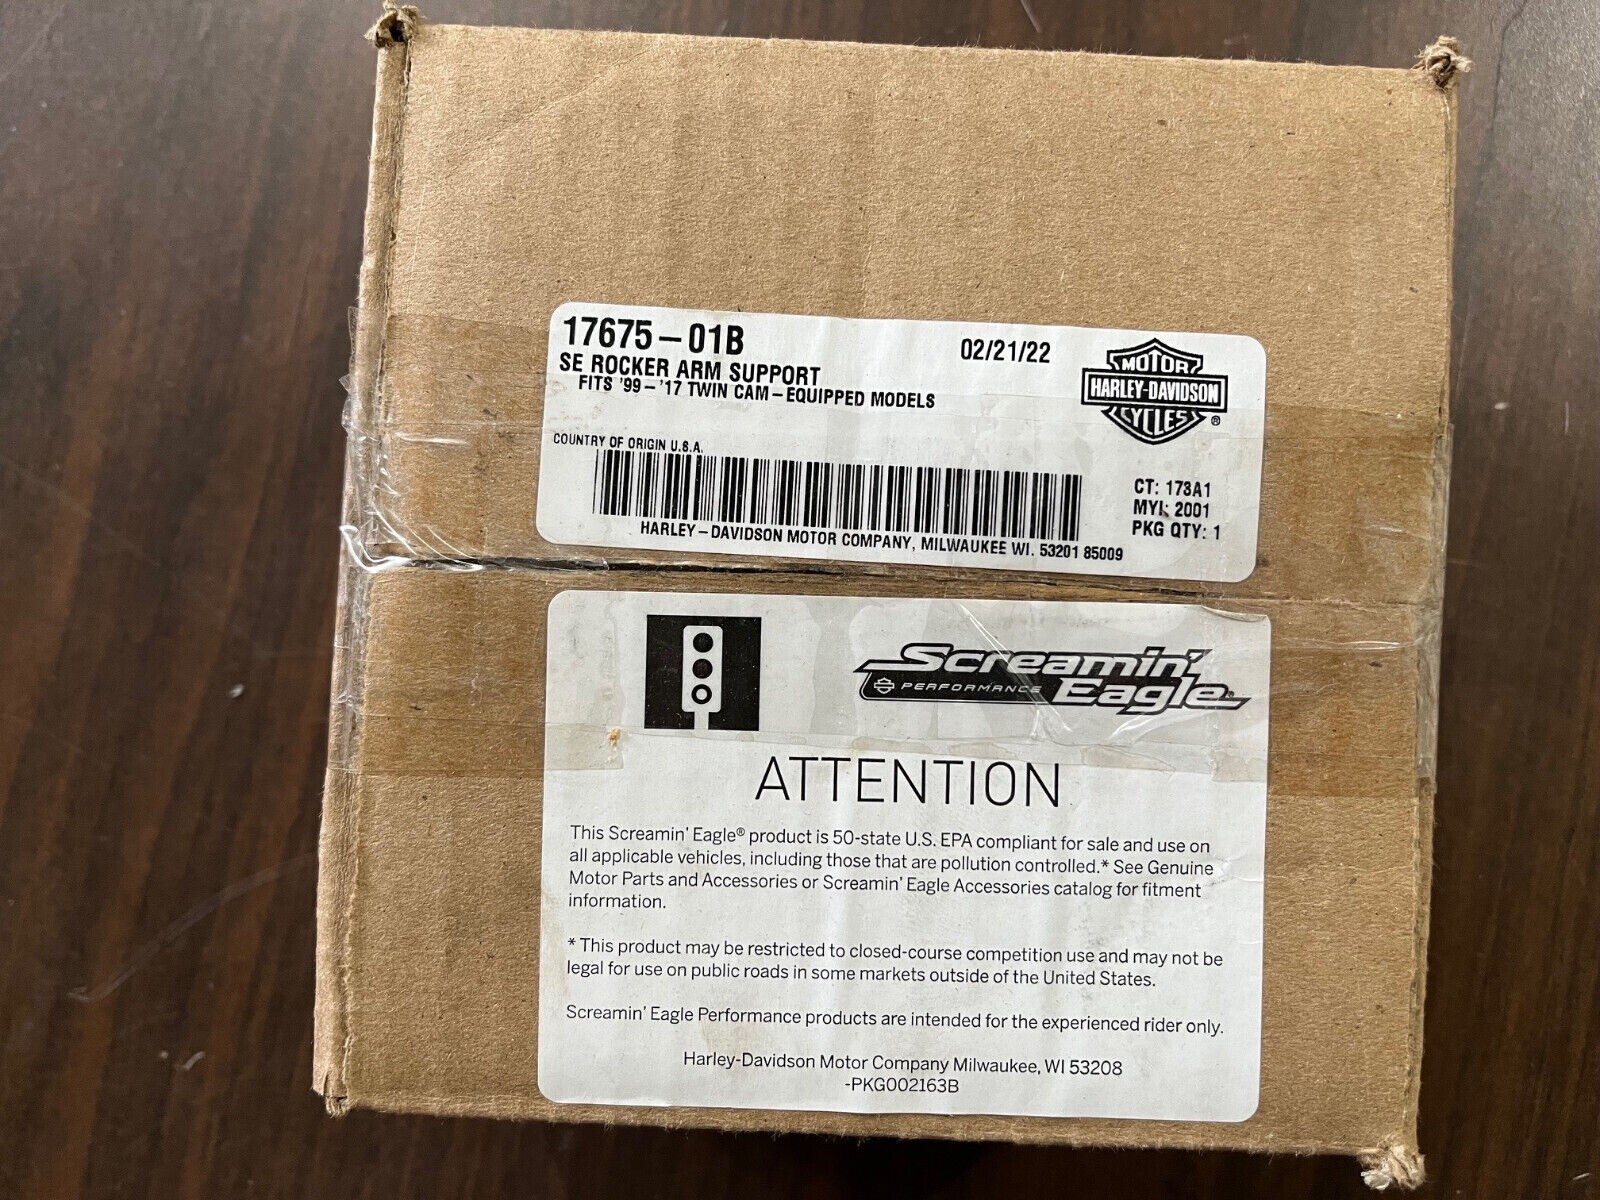 17675-01B
02/21/22
SE ROCKER ARM SUPPORT
FITS '99-'17 TWIN CAM-EQUIPPED MODELS
MOTOR
HARLEY-DAVIDSON
CYCLES
®
COUNTRY OF ORIGIN U.S.A.
CT: 173A1
MYI: 2001
PKG QTY: 1
HARLEY-DAVIDSON MOTOR COMPANY, MILWAUKEE WI. 53201 85009
Screamin'
PERFORMANCE Eagle®
ATTENTION
This Screamin' Eagle® product is 50-state U.S. EPA compliant for sale and use on
all applicable vehicles, including those that are pollution controlled.* See Genuine
Motor Parts and Accessories or Screamin' Eagle Accessories catalog for fitment
information.
* This product may be restricted to closed-course competition use and may not be
legal for use on public roads in some markets outside of the United States.
Screamin' Eagle Performance products are intended for the experienced rider only.
Harley-Davidson Motor Company Milwaukee, WI 53208
-PKG002163B